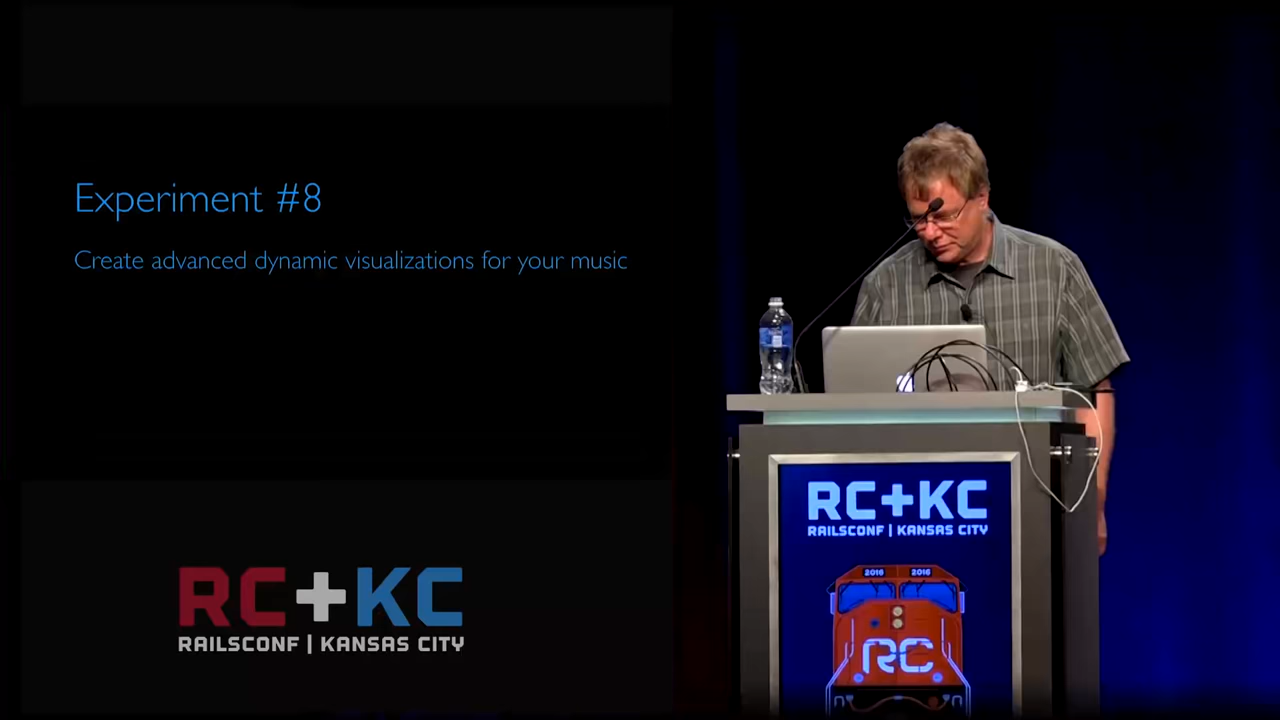 Experiment #8
Create advanced dynamic visualizations for your music
RC+KC
RAILSCONF | KANSAS CITY
RC+KC
RAILSCONF | KANSAS CITY
2016 2016
RC